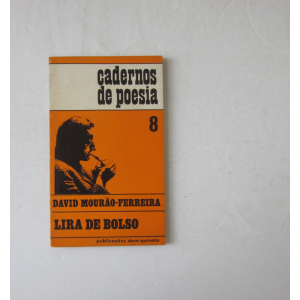 cadernos
de poesia
8
DAVID MOURÃO-FERREIRA
LIRA DE BOLSO
publicações dom quixote